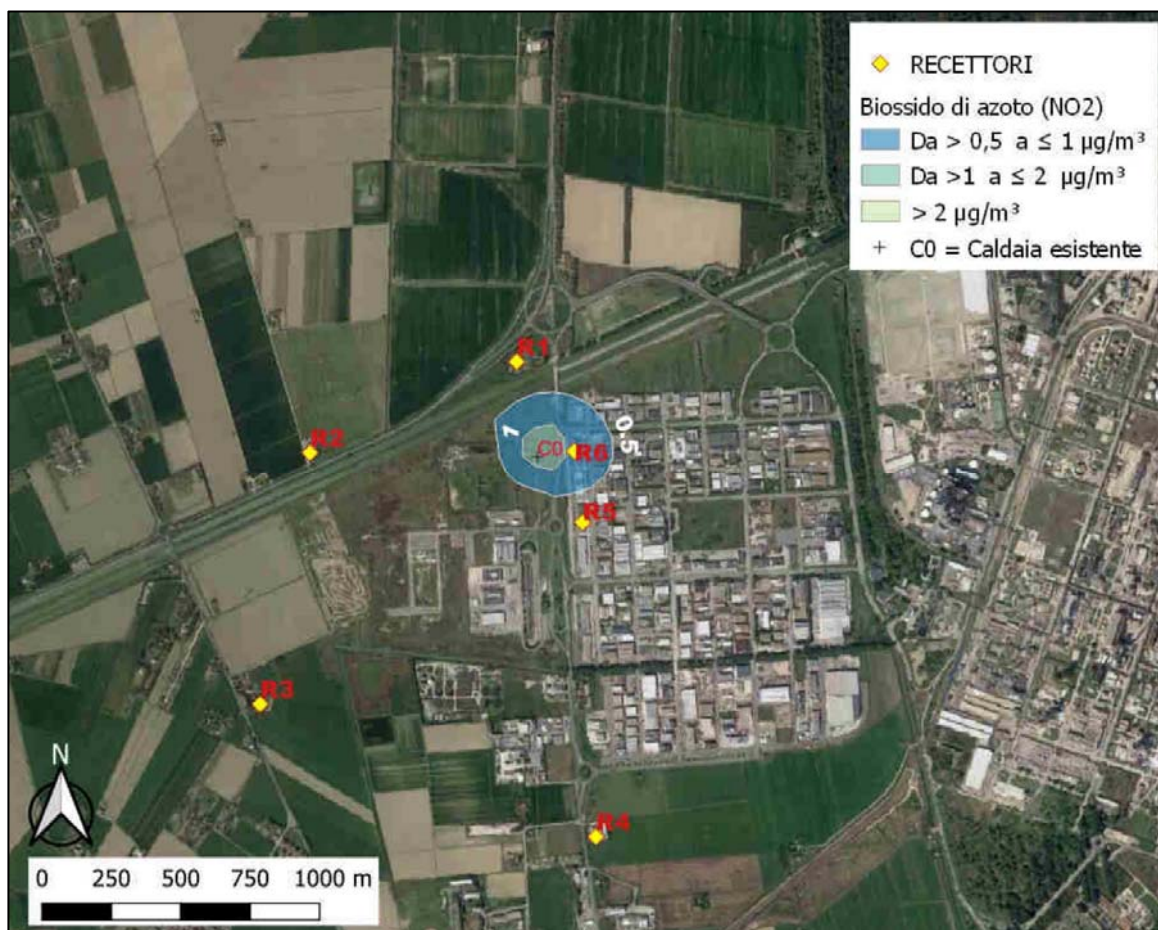 RECETTORI
Biossido di azoto (NO2)
Da > 0,5 a ≤ 1 µg/m³
Da >1 a ≤ 2 µg/m³
> 2 µg/m³
C0 = Caldaia esistente
R1
R2
1
C0
R6
0.5
R5
R3
R4
N
0 250 500 750 1000 m